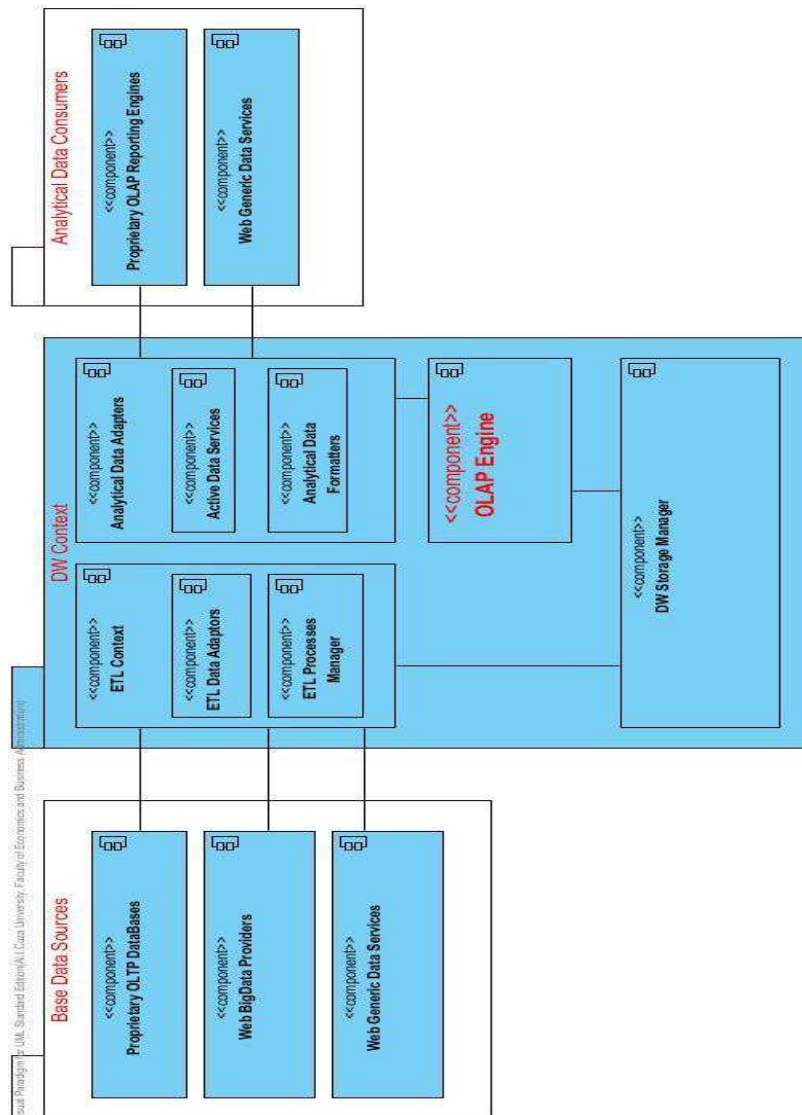 sual Paradigm for UML Standard Edition(Al.I.Cuza University, Faculty of Economics and Business Administration)
Base Data Sources
<<component>>
Proprietary OLTP DataBases
<<component>>
Web BigData Providers
<<component>>
Web Generic Data Services
DW Context
<<component>>
ETL Context
<<component>>
ETL Data Adaptors
<<component>>
ETL Processes
Manager
<<component>>
Analytical Data Adapters
<<component>>
Active Data Services
<<component>>
Analytical Data
Formatters
<<component>>
OLAP Engine
<<component>>
DW Storage Manager
Analytical Data Consumers
<<component>>
Proprietary OLAP Reporting Engines
<<component>>
Web Generic Data Services